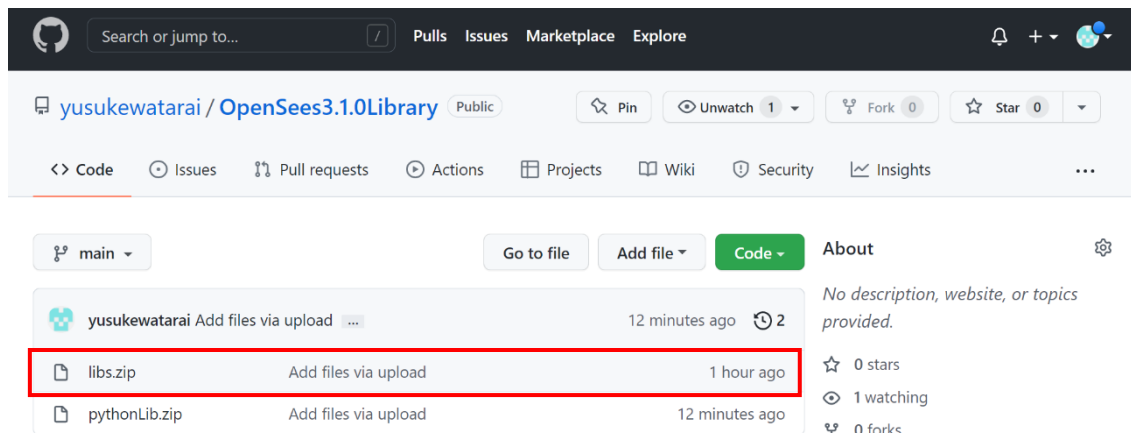 Search or jump to... / Pulls Issues Marketplace Explore
yusukewatarai / OpenSees3.1.0Library Public Pin Unwatch 1 Fork 0 Star 0
<> Code Issues Pull requests Actions Projects Wiki Security Insights ...
main Go to file Add file Code About
No description, website, or topics
provided.
yusukewatarai Add files via upload ... 12 minutes ago 2
libs.zip Add files via upload 1 hour ago
0 stars
1 watching
pythonLib.zip Add files via upload 12 minutes ago
0 forks